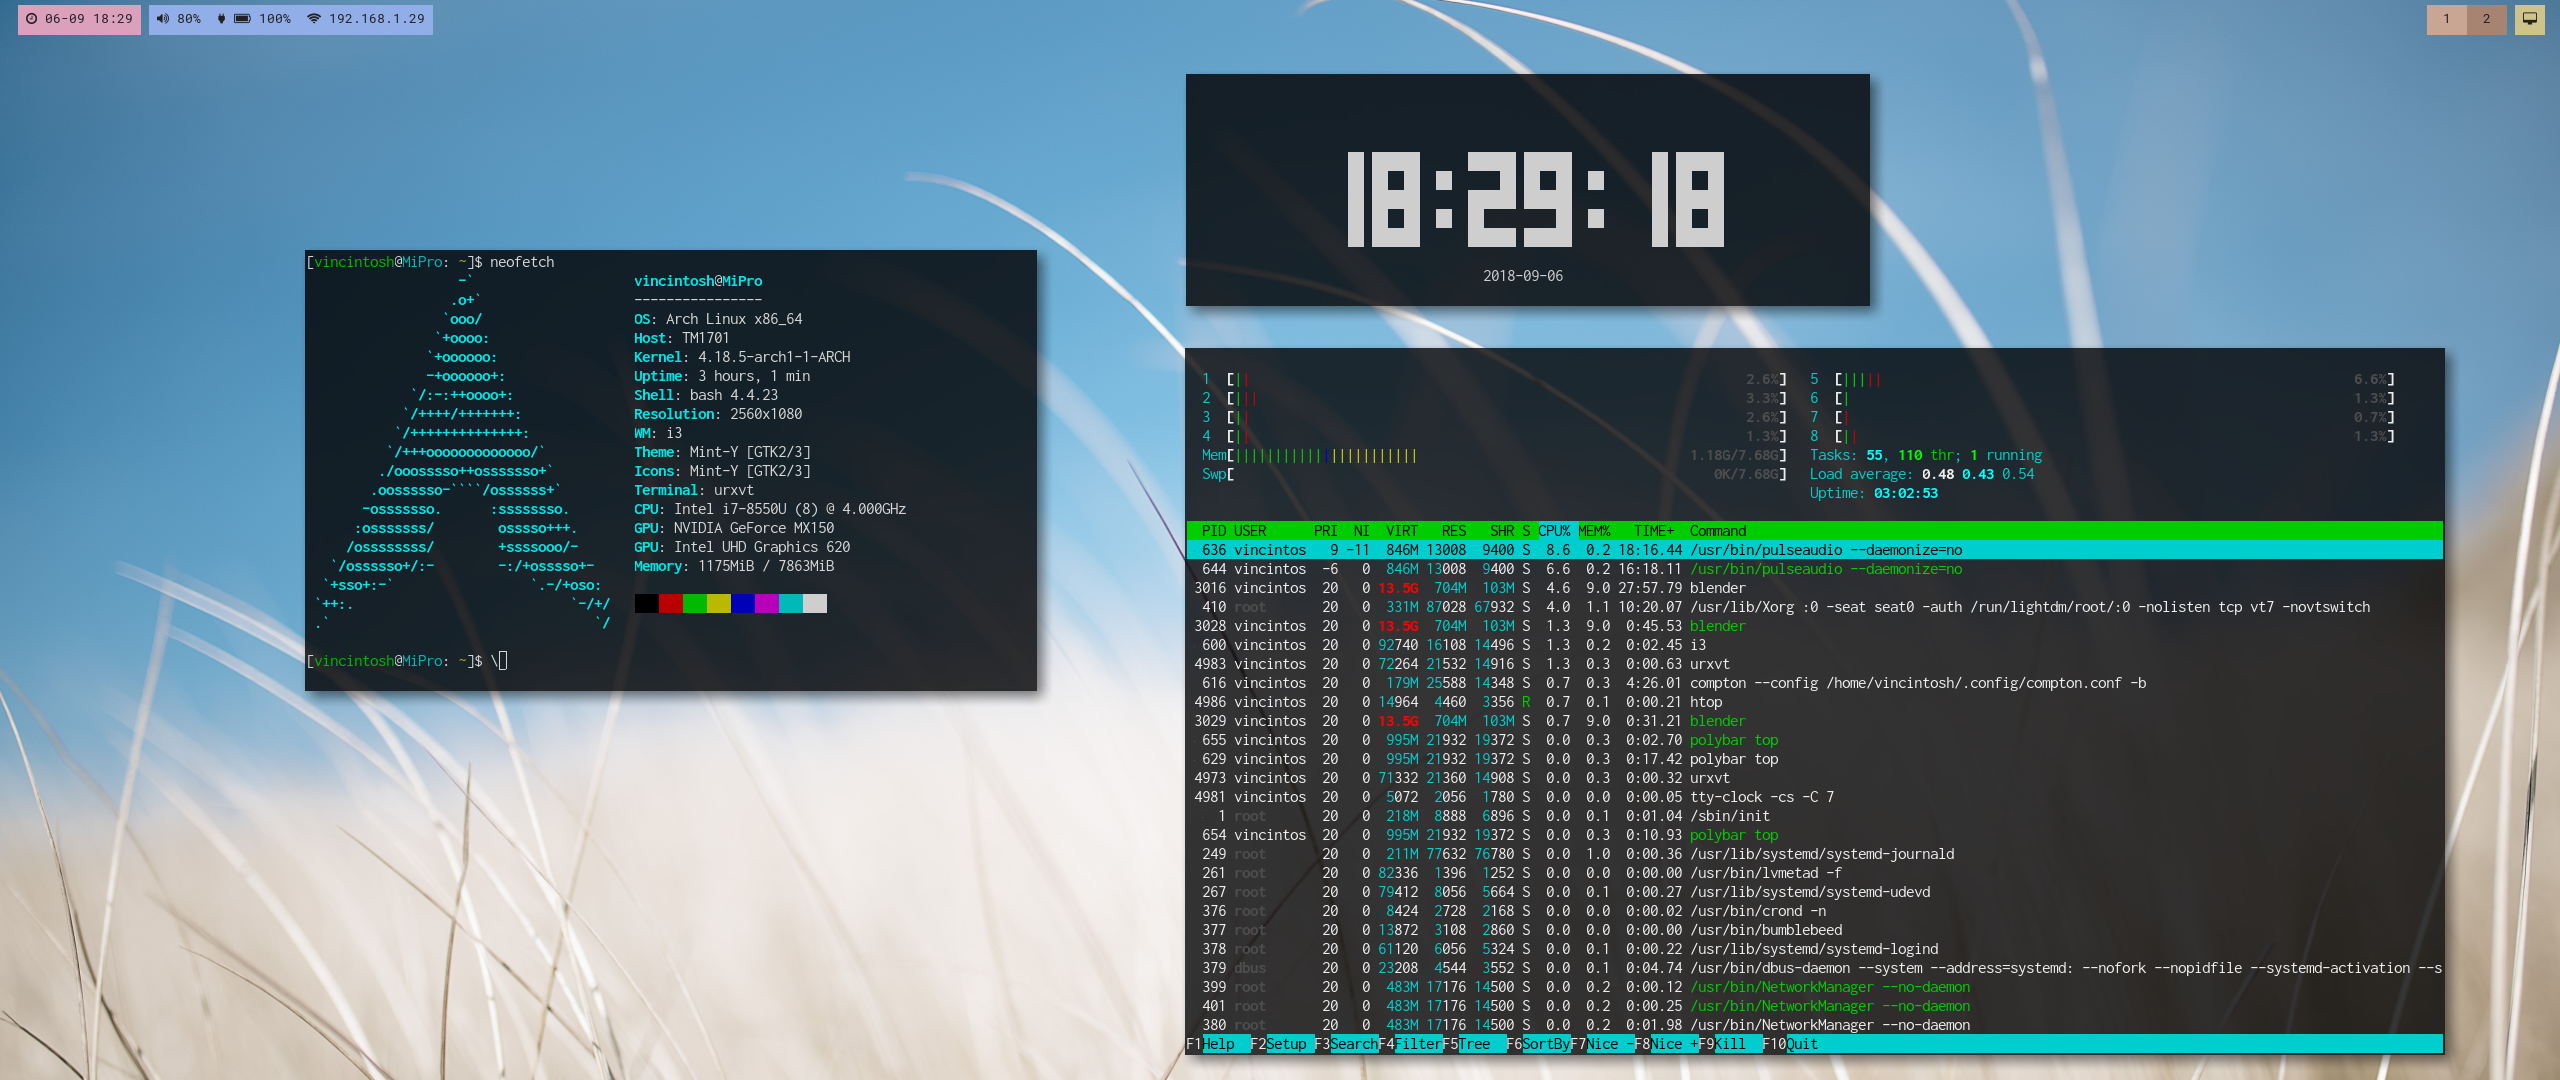 06-09 18:29
80% 100% 192.168.1.29
1 2
[vincintosh@MiPro: ~]$ neofetch
vincintosh@MiPro
----------------
OS: Arch Linux x86_64
Host: TM1701
Kernel: 4.18.5-arch1-1-ARCH
Uptime: 3 hours, 1 min
Shell: bash 4.4.23
Resolution: 2560x1080
WM: i3
Theme: Mint-Y [GTK2/3]
Icons: Mint-Y [GTK2/3]
Terminal: urxvt
CPU: Intel i7-8550U (8) @ 4.000GHz
GPU: NVIDIA GeForce MX150
GPU: Intel UHD Graphics 620
Memory: 1175MiB / 7863MiB
[vincintosh@MiPro: ~]$ \
18:29:18
2018-09-06
1 [|| 2.6%] 5 [||||| 6.6%]
2 [||| 3.3%] 6 [| 1.3%]
3 [|| 2.6%] 7 [| 0.7%]
4 [|| 1.3%] 8 [|| 1.3%]
Mem[||||||||||||||||||||||| 1.18G/7.68G] Tasks: 55, 110 thr; 1 running
Swp[ 0K/7.68G] Load average: 0.48 0.43 0.54
Uptime: 03:02:53
PID USER PRI NI VIRT RES SHR S CPU% MEM% TIME+ Command
636 vincintos 9 -11 846M 13008 9400 S 8.6 0.2 18:16.44 /usr/bin/pulseaudio --daemonize=no
644 vincintos -6 0 846M 13008 9400 S 6.6 0.2 16:18.11 /usr/bin/pulseaudio --daemonize=no
3016 vincintos 20 0 13.5G 704M 103M S 4.6 9.0 27:57.79 blender
410 root 20 0 331M 87028 67932 S 4.0 1.1 10:20.07 /usr/lib/Xorg :0 -seat seat0 -auth /run/lightdm/root/:0 -nolisten tcp vt7 -novtswitch
3028 vincintos 20 0 13.5G 704M 103M S 1.3 9.0 0:45.53 blender
600 vincintos 20 0 92740 16108 14496 S 1.3 0.2 0:02.45 i3
4983 vincintos 20 0 72264 21532 14916 S 1.3 0.3 0:00.63 urxvt
616 vincintos 20 0 179M 25588 14348 S 0.7 0.3 4:26.01 compton --config /home/vincintosh/.config/compton.conf -b
4986 vincintos 20 0 14964 4460 3356 R 0.7 0.1 0:00.21 htop
3029 vincintos 20 0 13.5G 704M 103M S 0.7 9.0 0:31.21 blender
655 vincintos 20 0 995M 21932 19372 S 0.0 0.3 0:02.70 polybar top
629 vincintos 20 0 995M 21932 19372 S 0.0 0.3 0:17.42 polybar top
4973 vincintos 20 0 71332 21360 14908 S 0.0 0.3 0:00.32 urxvt
4981 vincintos 20 0 5072 2056 1780 S 0.0 0.0 0:00.05 tty-clock -cs -C 7
1 root 20 0 218M 8888 6896 S 0.0 0.1 0:01.04 /sbin/init
654 vincintos 20 0 995M 21932 19372 S 0.0 0.3 0:10.93 polybar top
249 root 20 0 211M 77632 76780 S 0.0 1.0 0:00.36 /usr/lib/systemd/systemd-journald
261 root 20 0 82336 1396 1252 S 0.0 0.0 0:00.00 /usr/bin/lvmetad -f
267 root 20 0 79412 8056 5664 S 0.0 0.1 0:00.27 /usr/lib/systemd/systemd-udevd
376 root 20 0 8424 2728 2168 S 0.0 0.0 0:00.02 /usr/bin/crond -n
377 root 20 0 13872 3108 2860 S 0.0 0.0 0:00.00 /usr/bin/bumblebeed
378 root 20 0 61120 6056 5324 S 0.0 0.1 0:00.22 /usr/lib/systemd/systemd-logind
379 dbus 20 0 23208 4544 3552 S 0.0 0.1 0:04.74 /usr/bin/dbus-daemon --system --address=systemd: --nofork --nopidfile --systemd-activation --s
399 root 20 0 483M 17176 14500 S 0.0 0.2 0:00.12 /usr/bin/NetworkManager --no-daemon
401 root 20 0 483M 17176 14500 S 0.0 0.2 0:00.25 /usr/bin/NetworkManager --no-daemon
380 root 20 0 483M 17176 14500 S 0.0 0.2 0:01.98 /usr/bin/NetworkManager --no-daemon
F1Help F2Setup F3SearchF4FilterF5Tree F6SortByF7Nice -F8Nice +F9Kill F10Quit